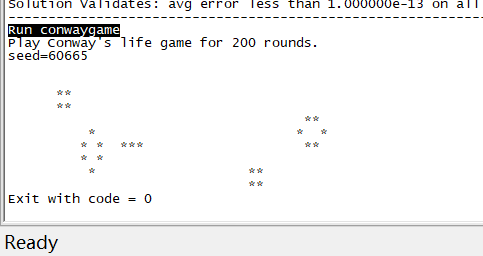 Solution Validates: avg error less than 1.000000e-13 on all
--------------------------------------------------------------
Run conwaygame
Play Conway's life game for 200 rounds.
seed=60665
      **
      **
                                     **
          *                         *  *
         * *  ***                    **
         * *
          *                   **
                              **
Exit with code = 0
Ready